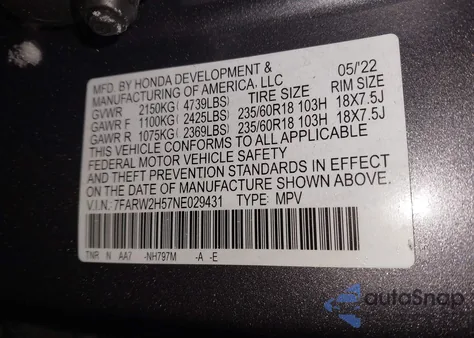 MFD. BY HONDA DEVELOPMENT & 05/'22
MANUFACTURING OF AMERICA, LLC
GVWR 2150KG( 4739LBS) TIRE SIZE RIM SIZE
GAWR F 1100KG( 2425LBS) 235/60R18 103H 18X7.5J
GAWR R 1075KG( 2369LBS) 235/60R18 103H 18X7.5J
THIS VEHICLE CONFORMS TO ALL APPLICABLE
FEDERAL MOTOR VEHICLE SAFETY
AND THEFT PREVENTION STANDARDS IN EFFECT
ON THE DATE OF MANUFACTURE SHOWN ABOVE.
V.I.N.: 7FARW2H57NE029431 TYPE: MPV
TNR N AA7 -NH797M -A -E
autoSnap